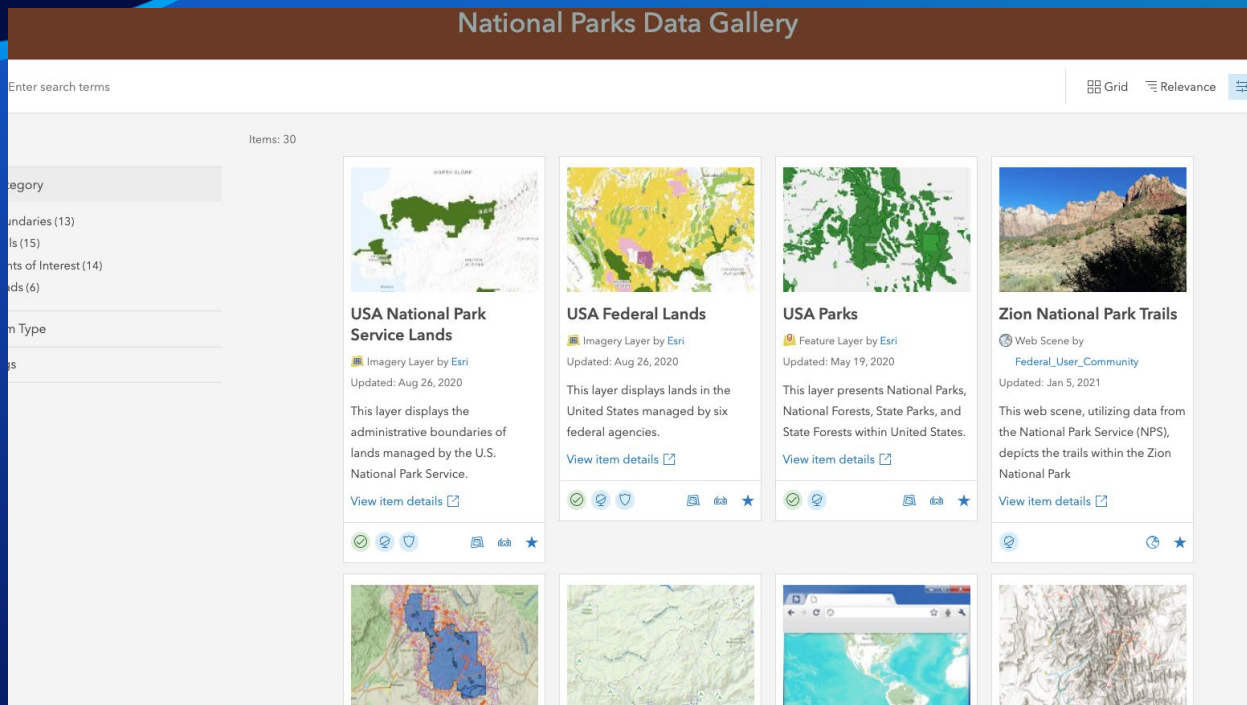 National Parks Data Gallery
Enter search terms
Grid
Relevance
Items: 30
tegory
undaries (13)
ls (15)
nts of Interest (14)
ads (6)
m Type
gs
USA National Park
Service Lands
Imagery Layer by Esri
Updated: Aug 26, 2020
This layer displays the
administrative boundaries of
lands managed by the U.S.
National Park Service.
View item details
USA Federal Lands
Imagery Layer by Esri
Updated: Aug 26, 2020
This layer displays lands in the
United States managed by six
federal agencies.
View item details
USA Parks
Feature Layer by Esri
Updated: May 19, 2020
This layer presents National Parks,
National Forests, State Parks, and
State Forests within United States.
View item details
Zion National Park Trails
Web Scene by
Federal_User_Community
Updated: Jan 5, 2021
This web scene, utilizing data from
the National Park Service (NPS),
depicts the trails within the Zion
National Park
View item details